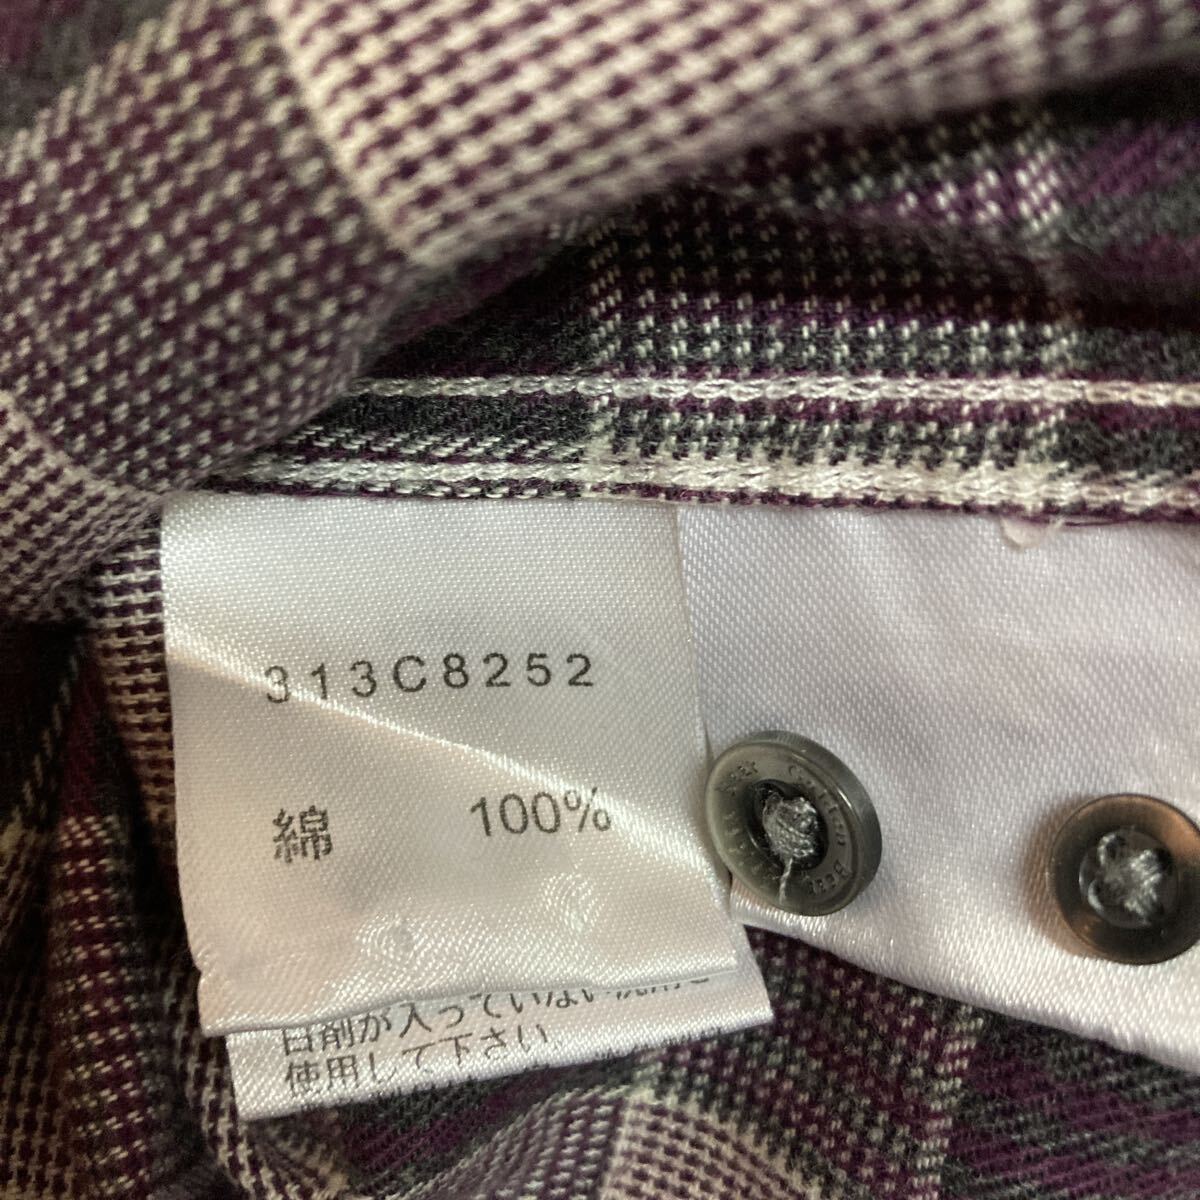 313C8252
綿 100%
白剤が入っていない洗剤を
使用して下さい。